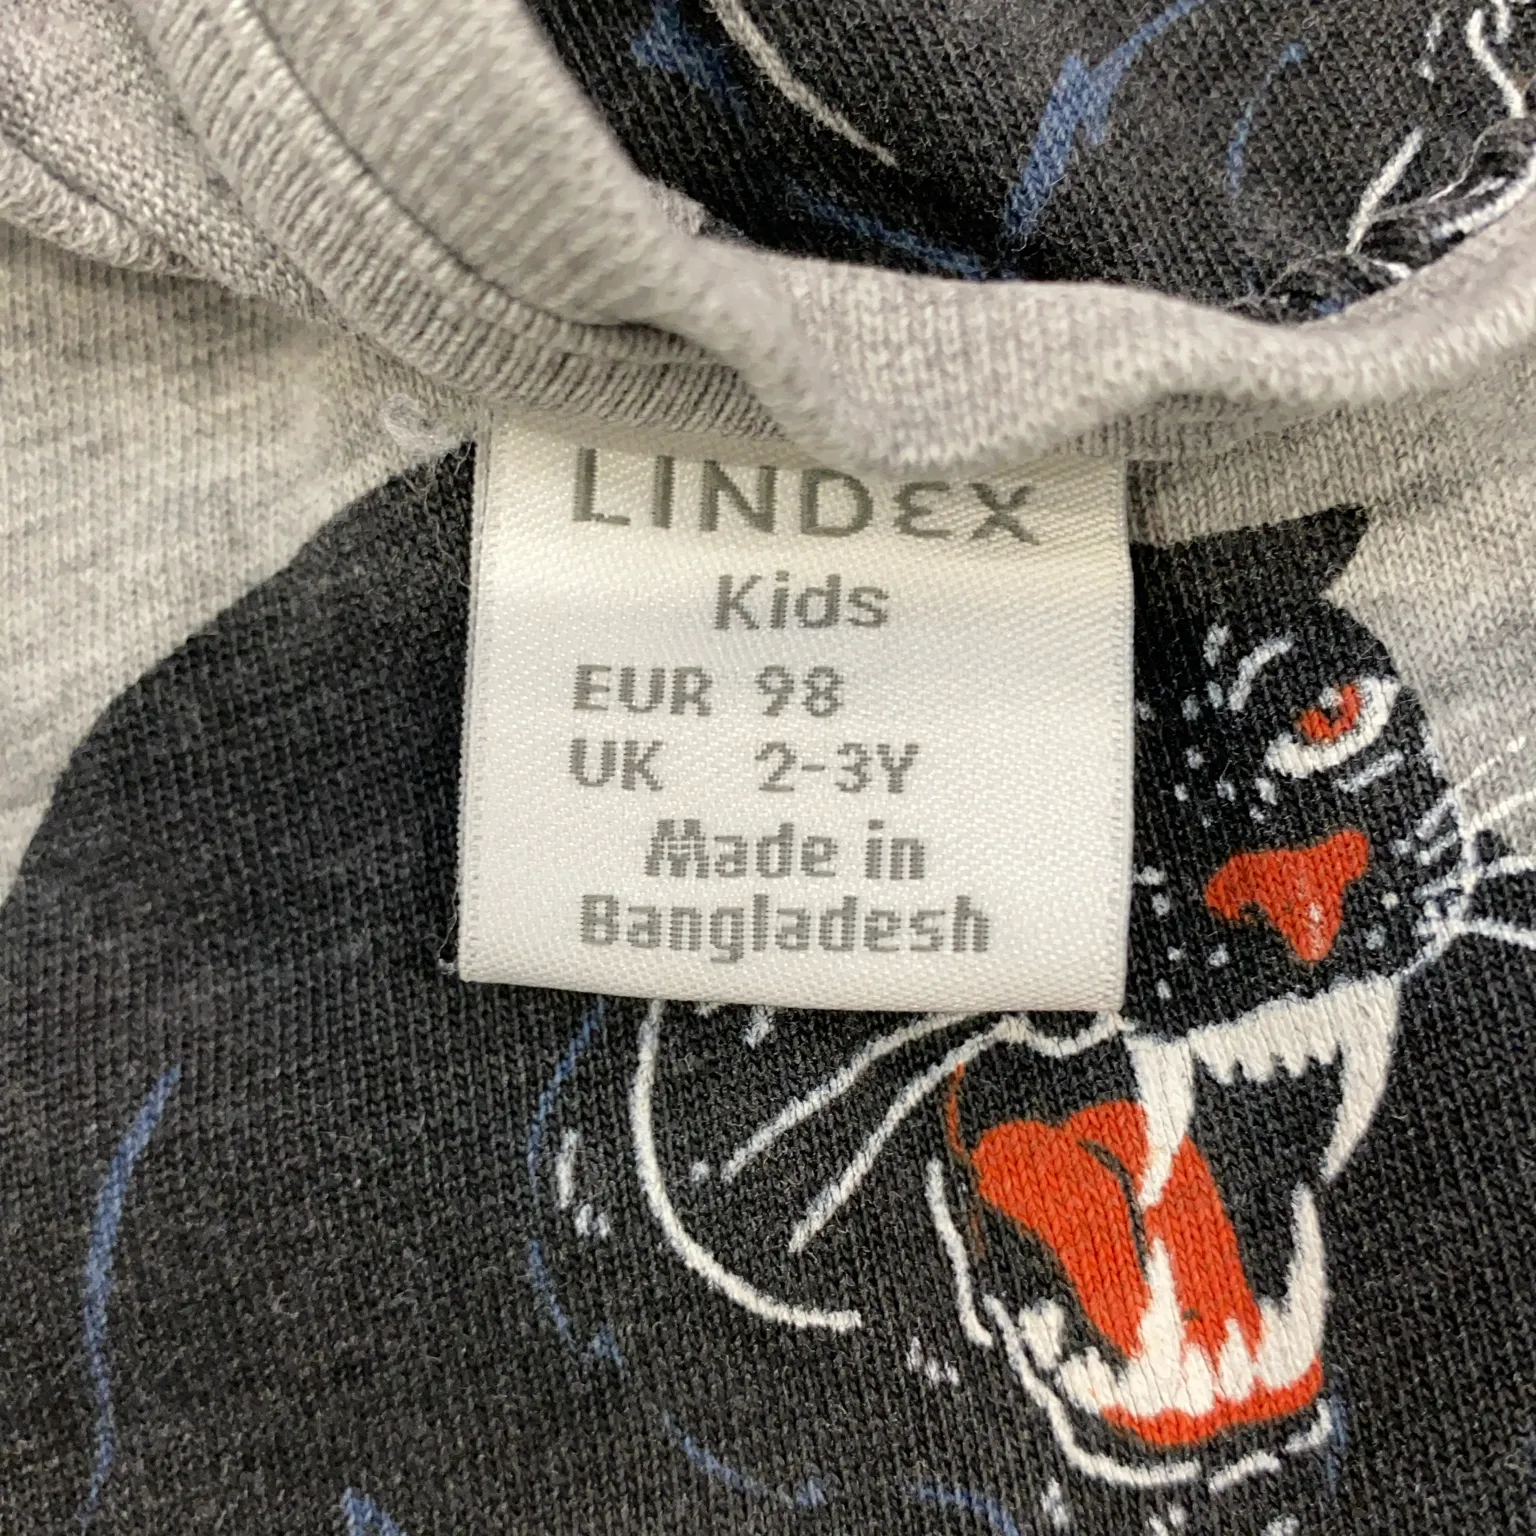 LINDEX
Kids
EUR 98
UK 2-3Y
Made in
Bangladesh